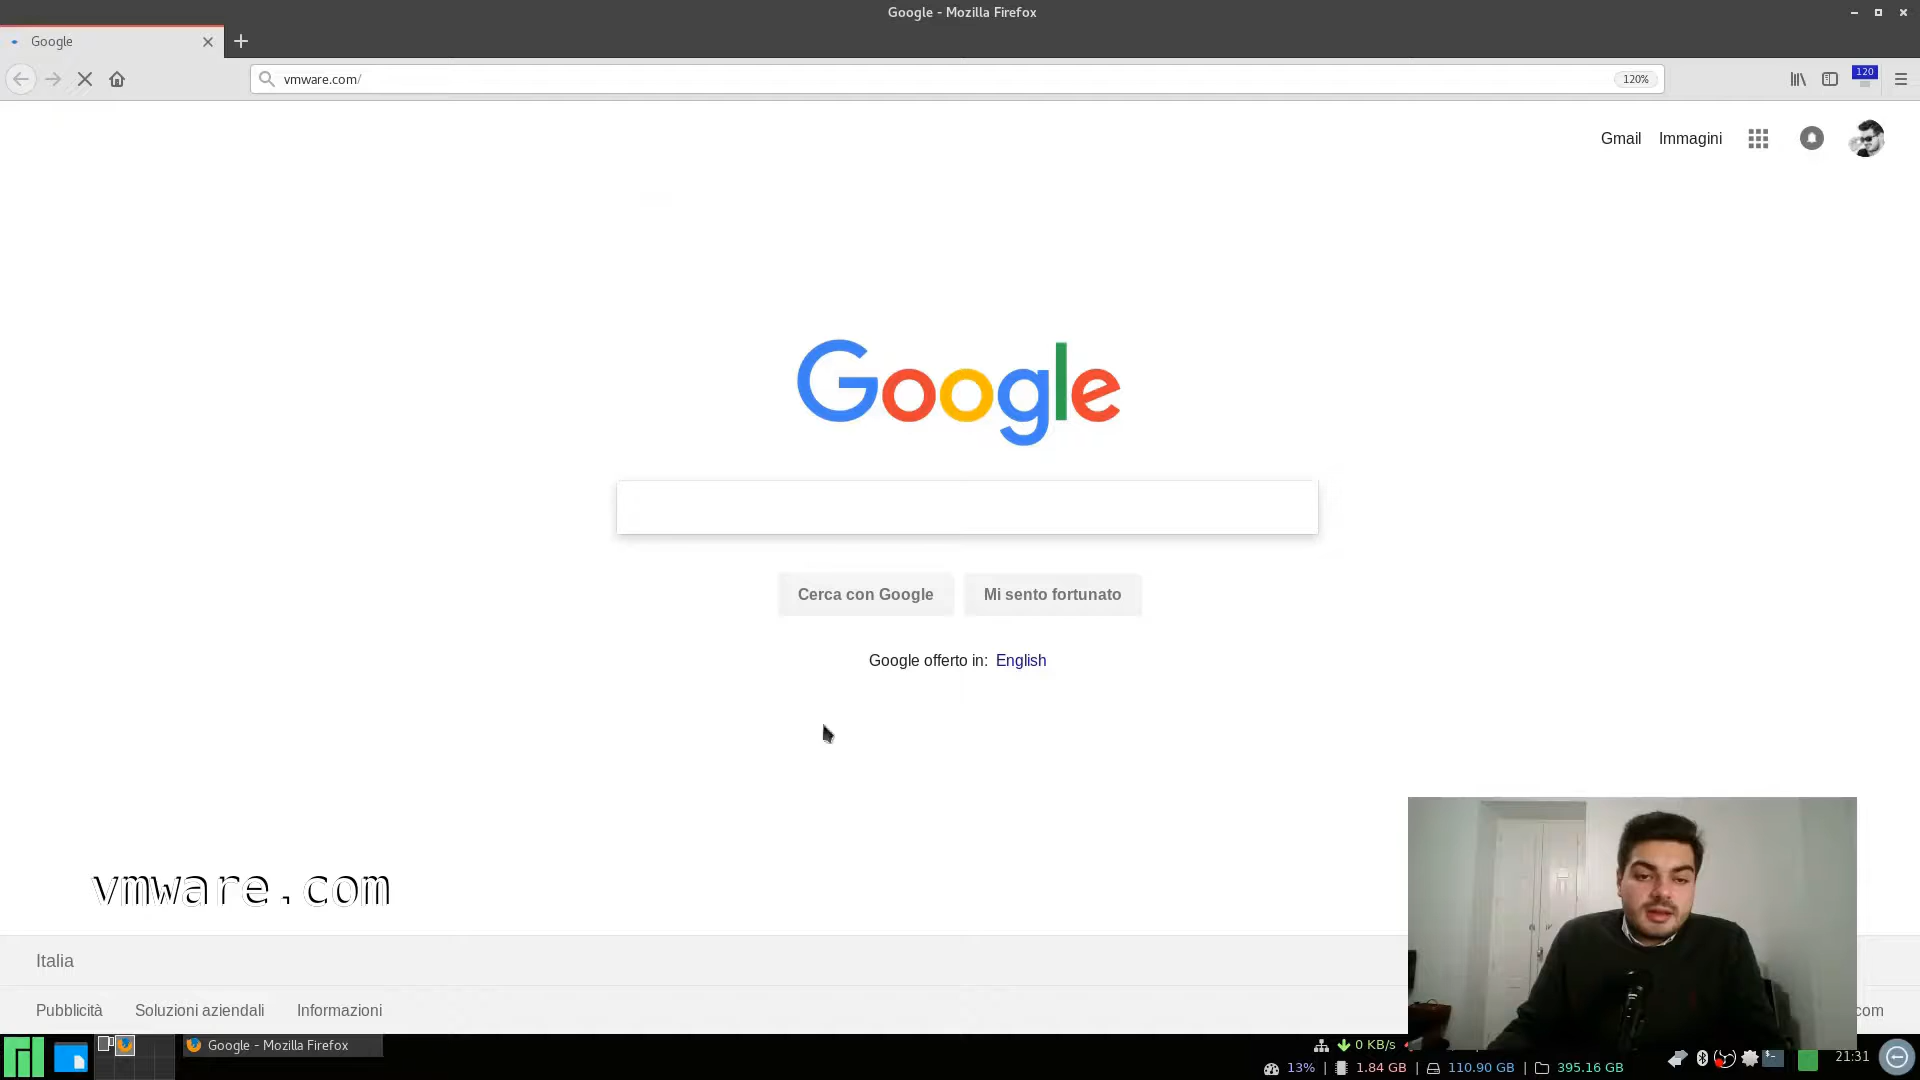 Google - Mozilla Firefox
Google
vmware.com/
120%
120
Gmail Immagini
Google
Cerca con Google
Mi sento fortunato
Google offerto in: English
vmware.com
Italia
Pubblicità Soluzioni aziendali Informazioni
com
Google - Mozilla Firefox
0 KB/s
13% | 1.84 GB | 110.90 GB | 395.16 GB
21:31